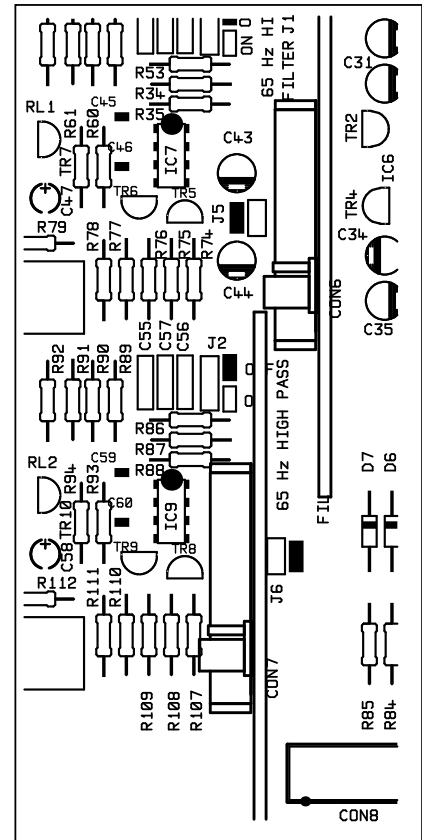 ON O
65 Hz HI
FILTER J1
R53
R34
R35
C31
RL1
R61
R60
C45
C46
TR7
IC7
C43
TR2
IC6
C47
TR6
TR5
J5
TR4
R79
R78
R77
R76
R75
R74
C34
C44
CON6
C35
C55
C57
C56
J2
R92
R91
R90
R89
65 Hz HIGH PASS
FIL
R86
R87
R88
RL2
R94
R93
C59
C60
TR10
IC9
D7
D6
C58
TR9
TR8
R112
R111
R110
J6
R109
R108
R107
CON7
R85
R84
CON8